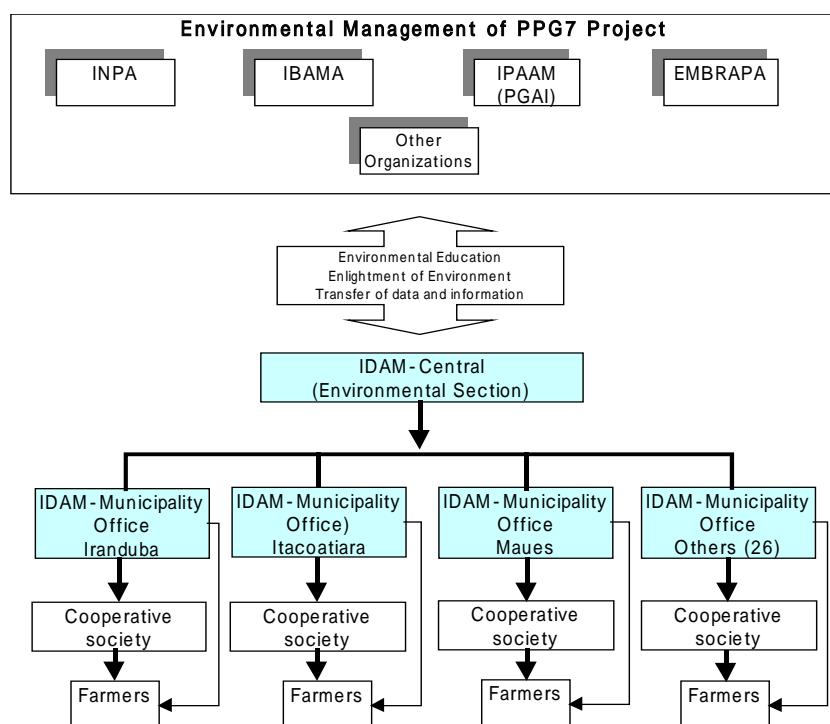 Environmental Management of PPG7 Project
INPA
IBAMA
IPAAM
(PGAI)
EMBRAPA
Other
Organizations
Environmental Education
Enlightment of Environment
Transfer of data and information
IDAM-Central
(Environmental Section)
IDAM-Municipality
Office
Iranduba
IDAM-Municipality
Office)
Itacoatiara
IDAM-Municipality
Office
Maues
IDAM-Municipality
Office
Others (26)
Cooperative
society
Cooperative
society
Cooperative
society
Cooperative
society
Farmers
Farmers
Farmers
Farmers